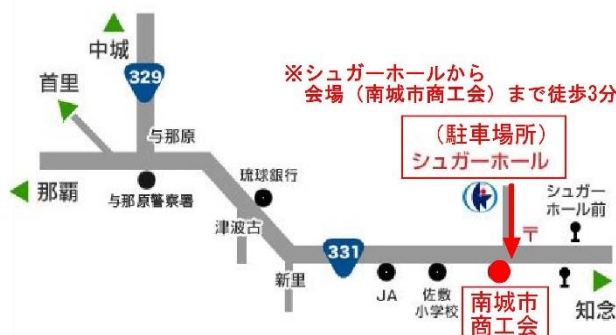 中城
329
首里
※シュガーホールから
会場（南城市商工会）まで徒歩3分
与那原
（駐車場所）
シュガーホール
那覇
与那原警察署
琉球銀行
シュガー
ホール前
津波古
〒
331
新里
JA
佐敷
小学校
南城市
商工会
知念